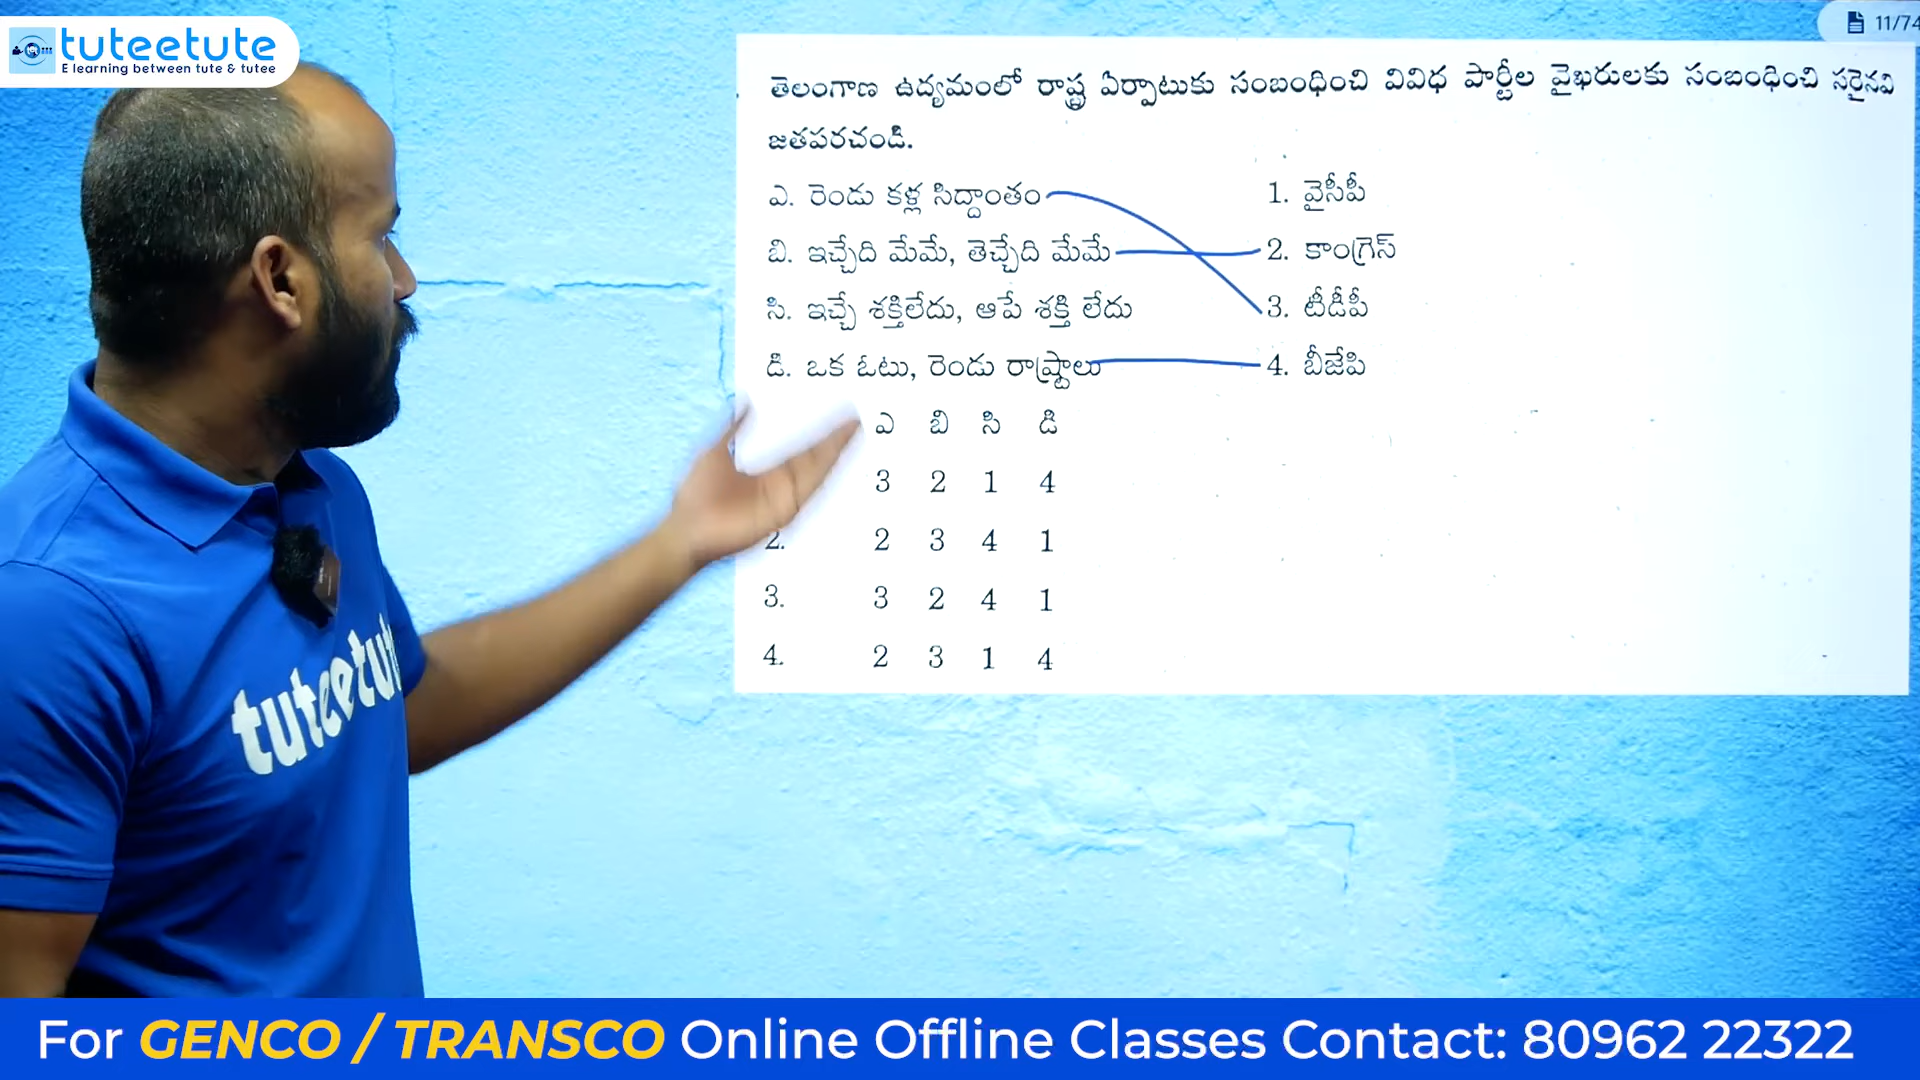 tuteetute
E learning between tute & tutee
11/74
తెలంగాణ ఉద్యమంలో రాష్ట్ర ఏర్పాటుకు సంబంధించి వివిధ పార్టీల వైఖరులకు సంబంధించి సరైనవి
జతపరచండి.
ఎ. రెండు కళ్ల సిద్దాంతం 1. వైసీపీ
బి. ఇచ్చేది మేమే, తెచ్చేది మేమే 2. కాంగ్రెస్
సి. ఇచ్చే శక్తిలేదు, ఆపే శక్తి లేదు 3. టీడీపీ
డి. ఒక ఓటు, రెండు రాష్ట్రాలు 4. బీజేపి
ఎ బి సి డి
3 2 1 4
2. 2 3 4 1
3. 3 2 4 1
4. 2 3 1 4
tuteetut
For GENCO / TRANSCO Online Offline Classes Contact: 80962 22322